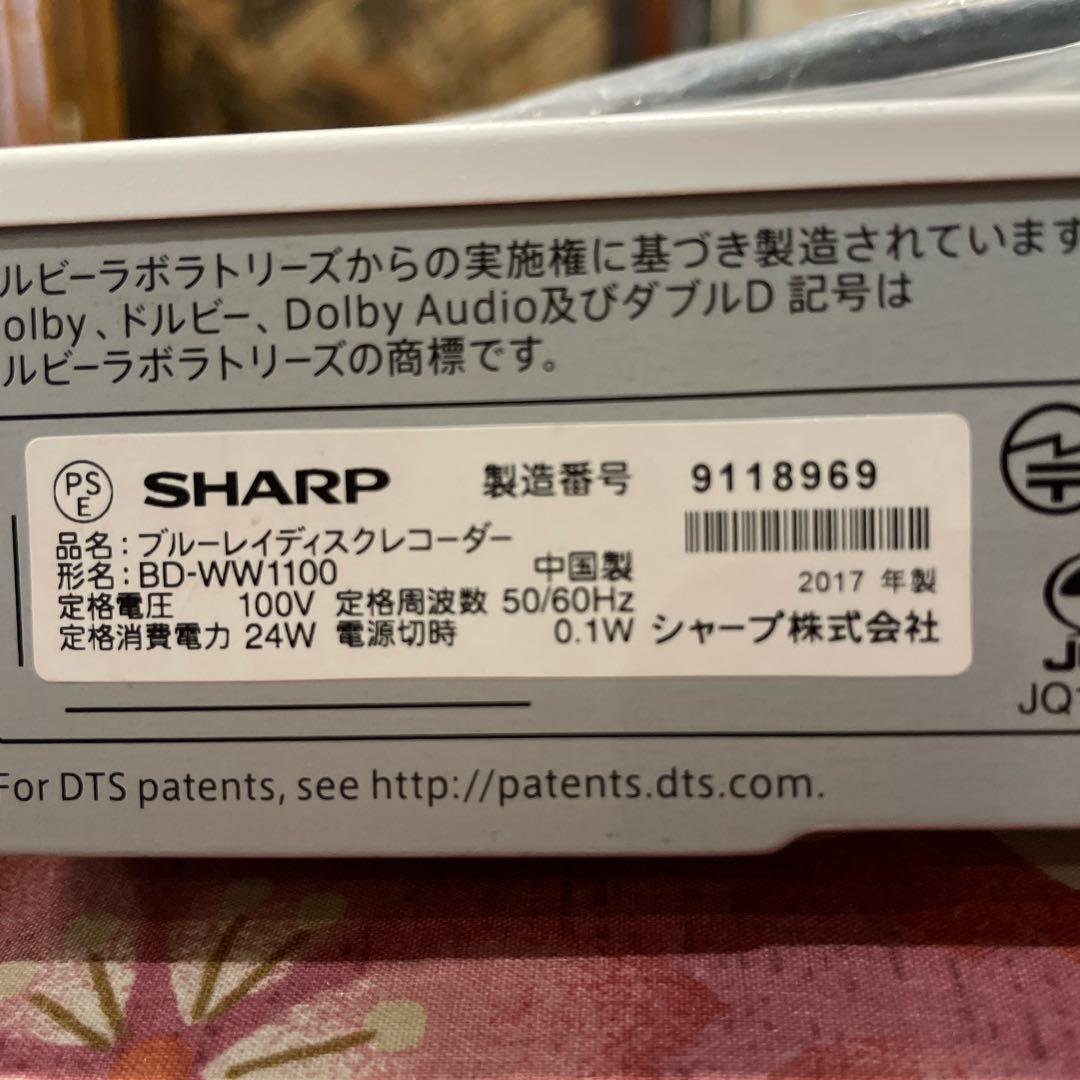 ルビーラボラトリーズからの実施権に基づき製造されています
olby、ドルビー、Dolby Audio及びダブルD 記号は
ルビーラボラトリーズの商標です。
PS
E
SHARP 製造番号 9118969
品名：ブルーレイディスクレコーダー
形名：BD-WW1100 中国製 2017 年製
定格電圧 100V 定格周波数 50/60Hz
定格消費電力 24W 電源切時 0.1W シャープ株式会社
JQ
For DTS patents, see http://patents.dts.com.